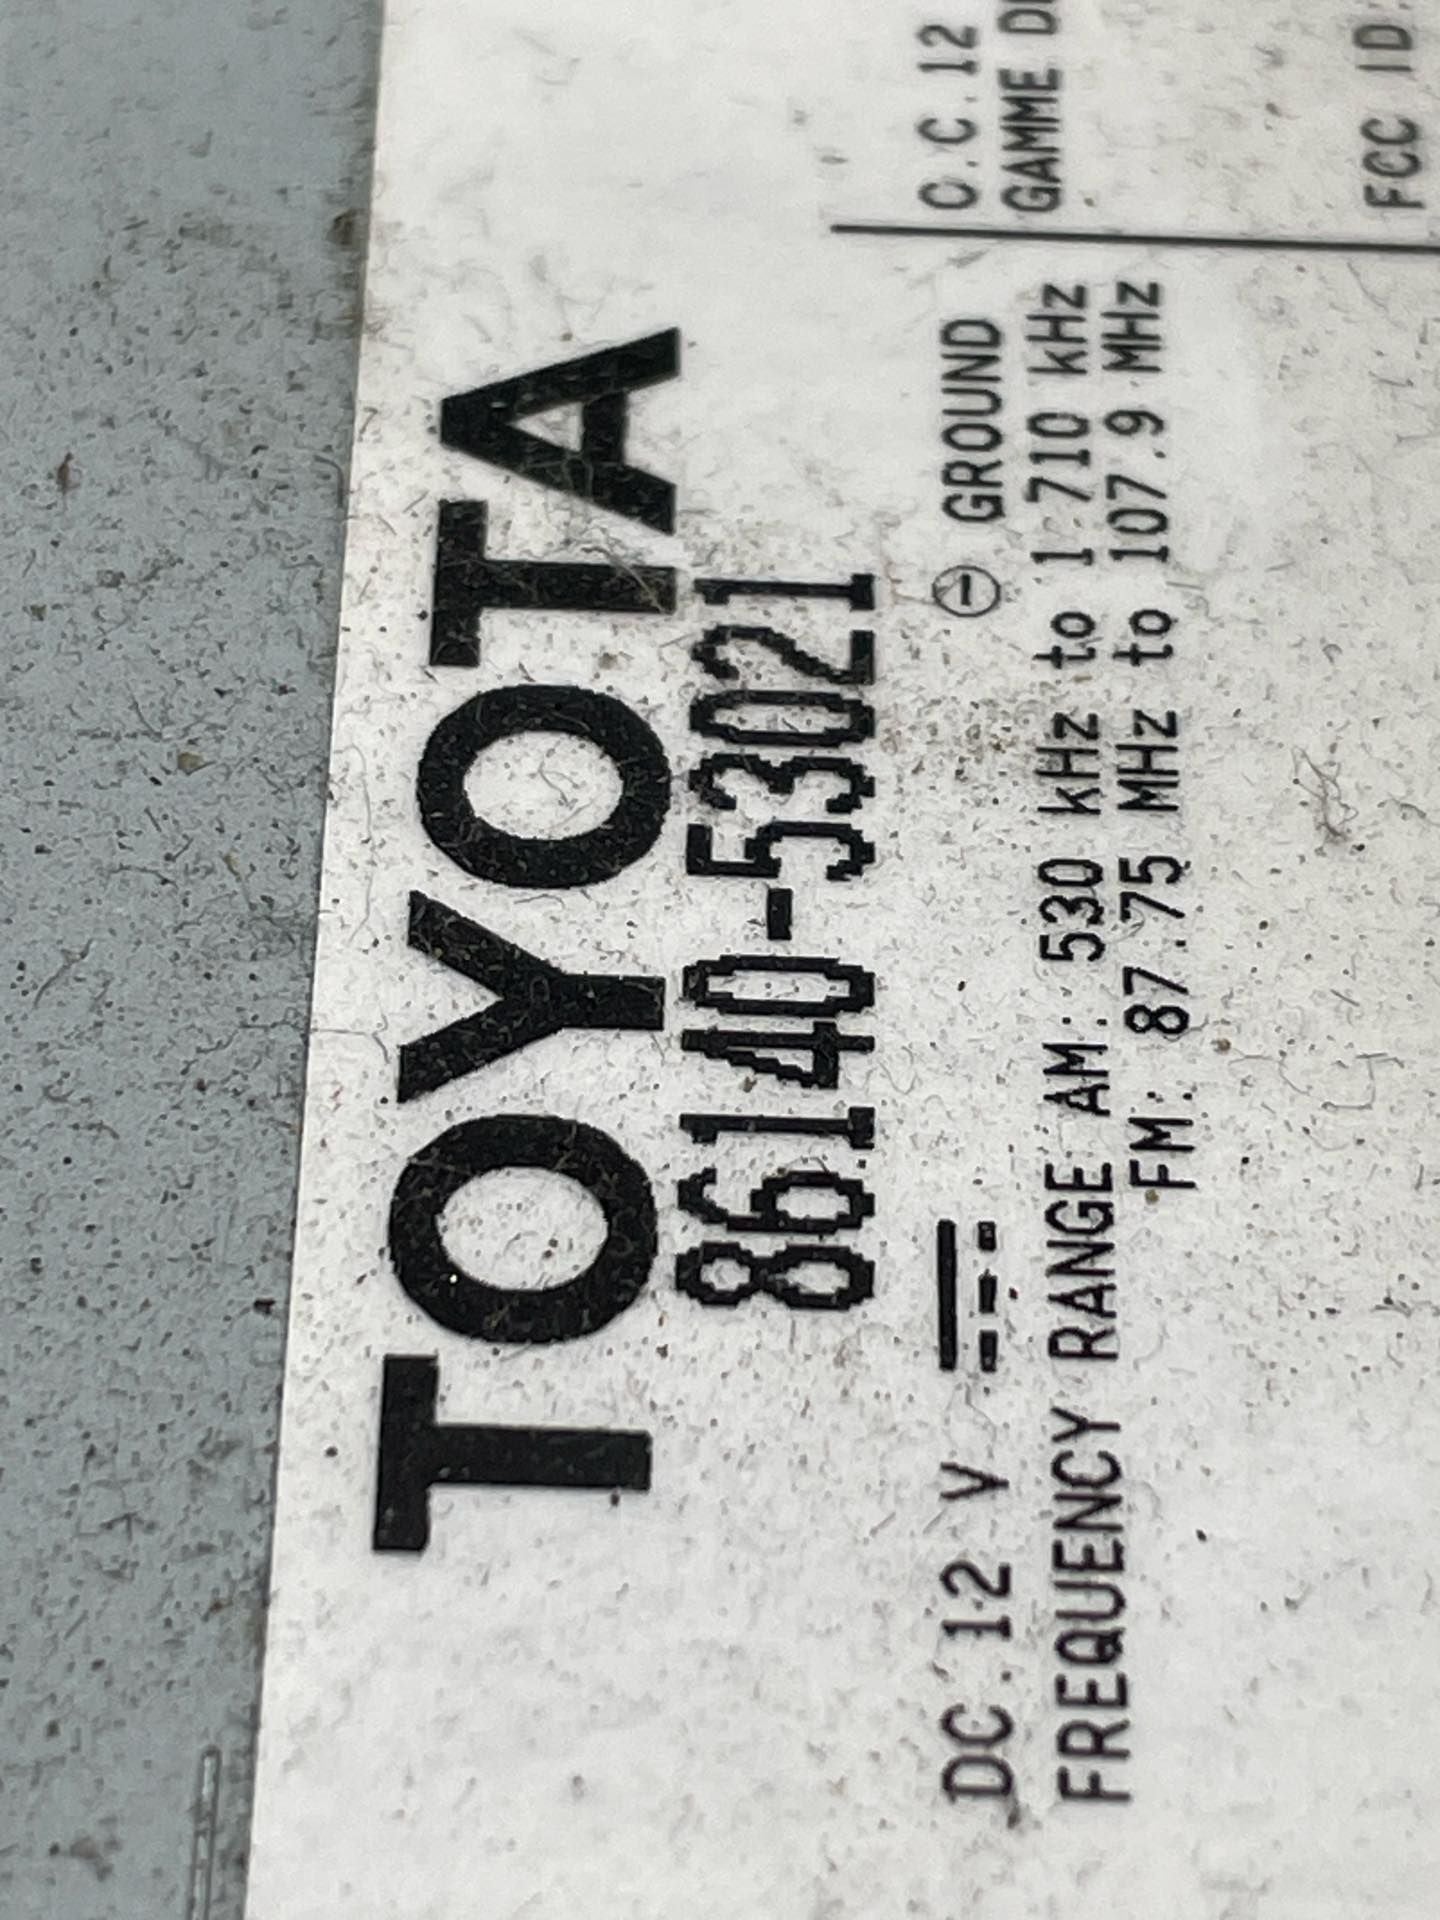 TOYOTA
86140-53021
DC.12 V ⎓ ⊖ GROUND
FREQUENCY RANGE AM: 530 kHz to 1 710 kHz
FM: 87.75 MHz to 107.9 MHz
C.C.12
GAMME
FCC ID: